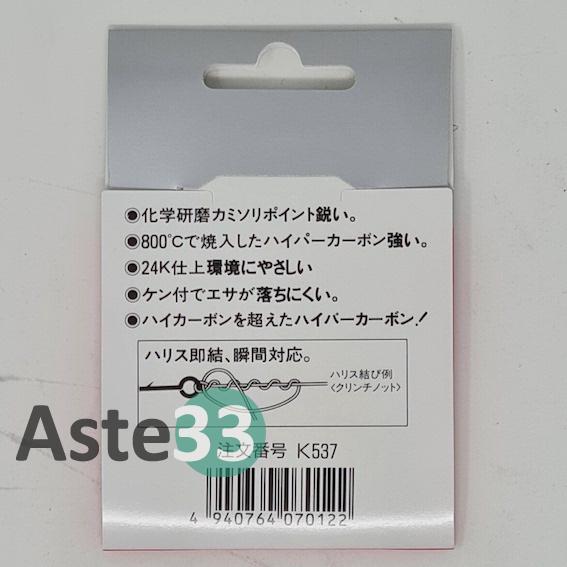 ●化学研磨カミソリポイント鋭い。
●800℃で焼入したハイパーカーボン強い。
●24K仕上環境にやさしい
●ケン付でエサが落ちにくい。
●ハイカーボンを超えたハイパーカーボン!
ハリス即結、瞬間対応。
ハリス結び例
〈クリンチノット〉
Aste33
注文番号 K537
4 940764 070122